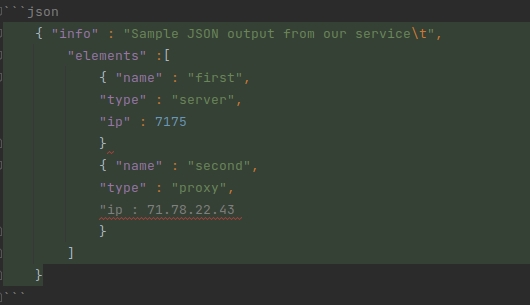 ```json
{ "info" : "Sample JSON output from our service\t",
"elements" :[
{ "name" : "first",
"type" : "server",
"ip" : 7175
}
{ "name" : "second",
"type" : "proxy",
"ip : 71.78.22.43
}
]
}
```